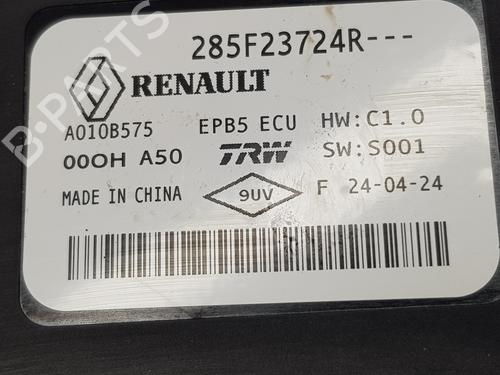 285F23724R---
RENAULT
A010B575 EPB5 ECU HW:C1.0
000H A50 TRW SW:S001
MADE IN CHINA 9UV F 24-04-24
B-PARTS